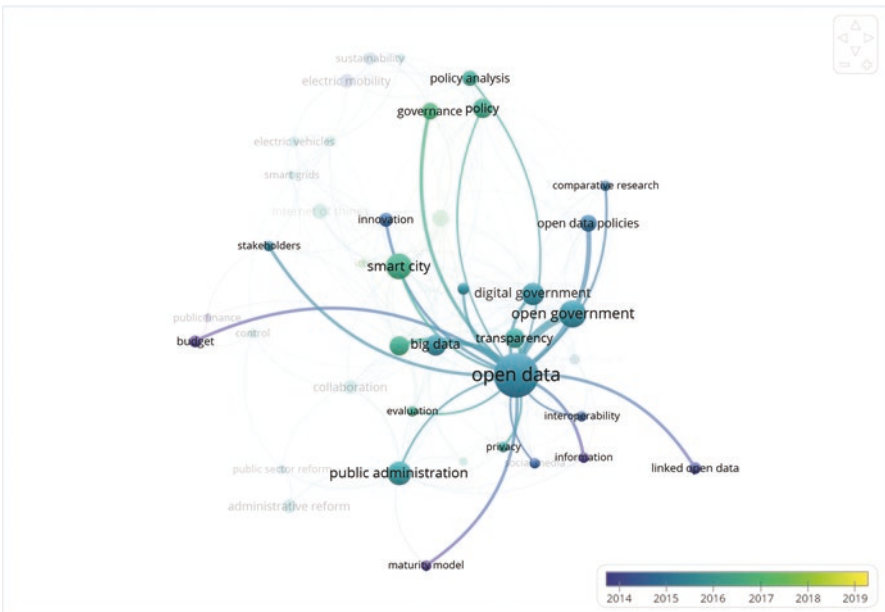 sustainability
electric mobility
policy analysis
governance
policy
electric vehicles
smart grids
comparative research
internet of things
innovation
open data policies
stakeholders
smart city
digital government
open government
public finance
control
budget
big data
transparency
open data
collaboration
evaluation
interoperability
privacy
social media
information
public sector reform
public administration
linked open data
administrative reform
maturity model
2014 2015 2016 2017 2018 2019